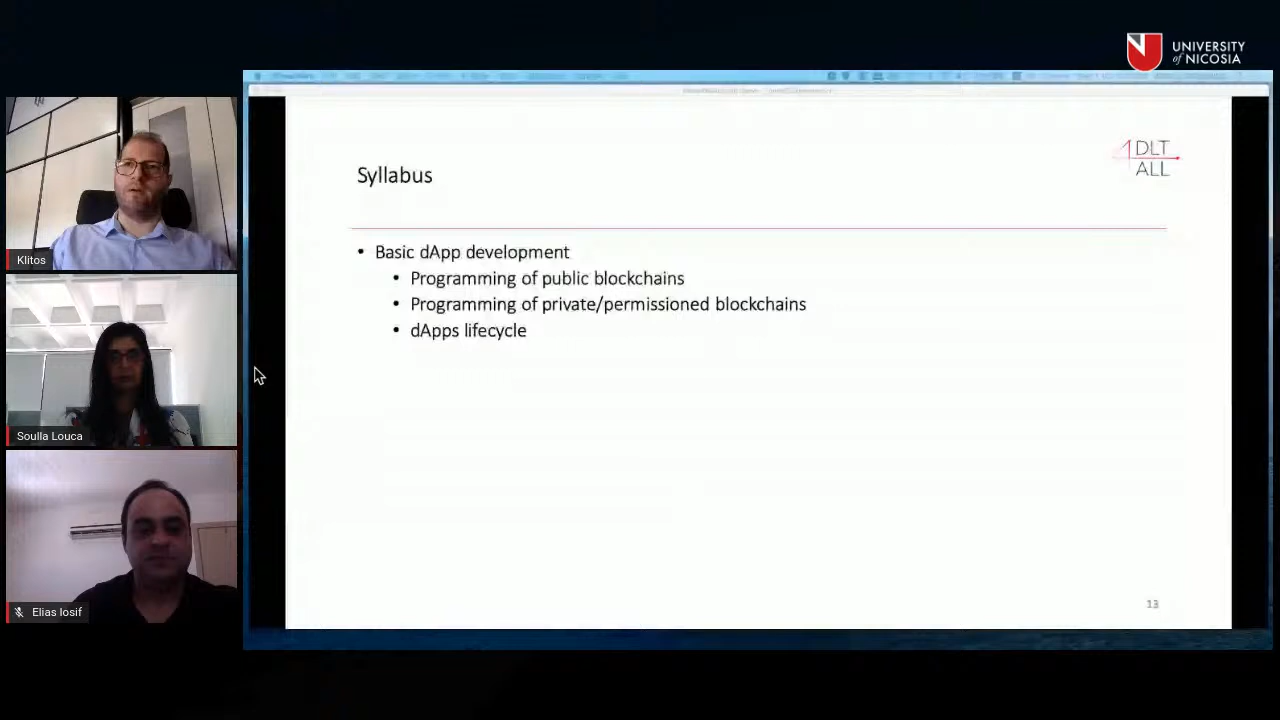 UNIVERSITY
of NICOSIA
DLT
ALL
Syllabus
• Basic dApp development
• Programming of public blockchains
• Programming of private/permissioned blockchains
• dApps lifecycle
13
Klitos
Soulla Louca
Elias Iosif